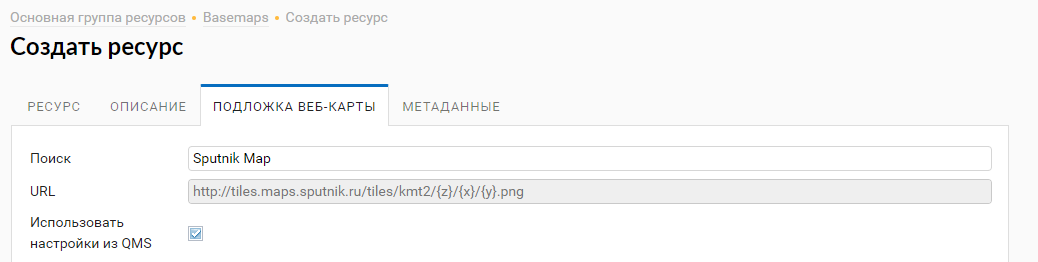 Основная группа ресурсов • Basemaps • Создать ресурс
Создать ресурс
РЕСУРС ОПИСАНИЕ ПОДЛОЖКА ВЕБ-КАРТЫ МЕТАДАННЫЕ
Поиск Sputnik Map
URL http://tiles.maps.sputnik.ru/tiles/kmt2/{z}/{x}/{y}.png
Использовать
настройки из QMS